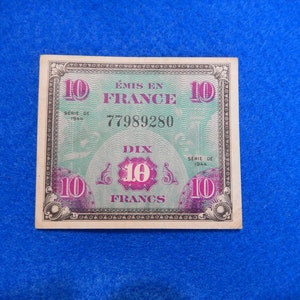 10 ÉMIS EN 10
FRANCE
SÉRIE DE
1944
77989280
DIX
SÉRIE DE
1944
10 10 10
FRANCS